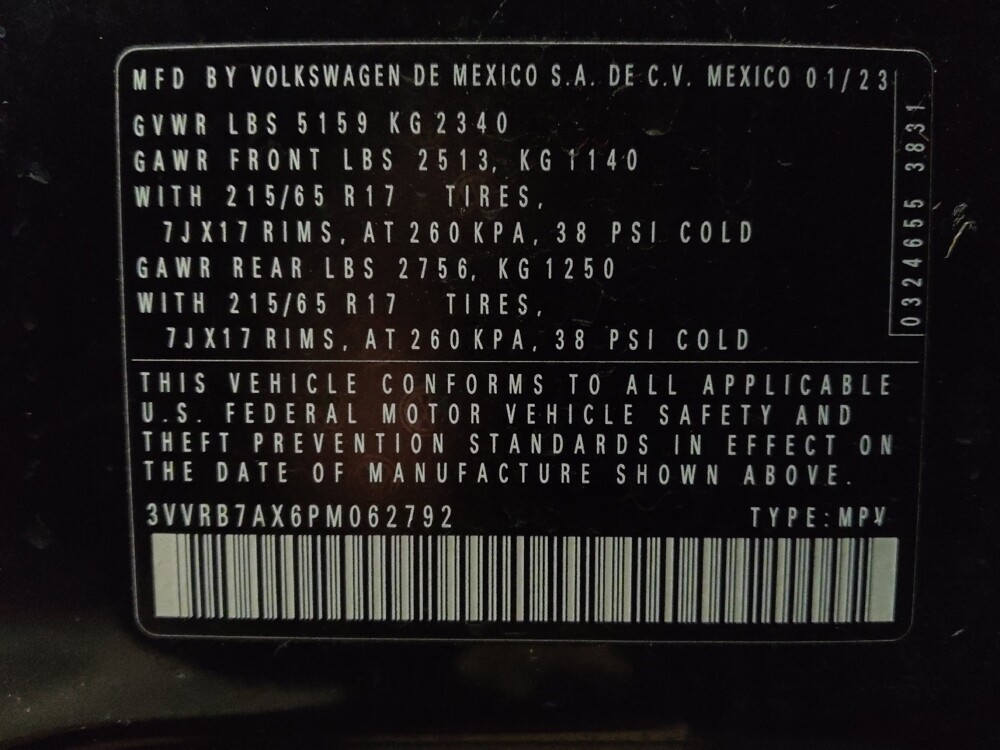 MFD BY VOLKSWAGEN DE MEXICO S.A. DE C.V. MEXICO 01/23
GVWR LBS 5159 KG 2340
GAWR FRONT LBS 2513, KG 1140
WITH 215/65 R17 TIRES,
7J X17 RIMS, AT 260 KPA, 38 PSI COLD
GAWR REAR LBS 2756, KG 1250
WITH 215/65 R17 TIRES,
7J X17 RIMS, AT 260 KPA, 38 PSI COLD
0324655 3831
THIS VEHICLE CONFORMS TO ALL APPLICABLE
U.S. FEDERAL MOTOR VEHICLE SAFETY AND
THEFT PREVENTION STANDARDS IN EFFECT ON
THE DATE OF MANUFACTURE SHOWN ABOVE.
3VVRB7AX6PM062792 TYPE: MPV